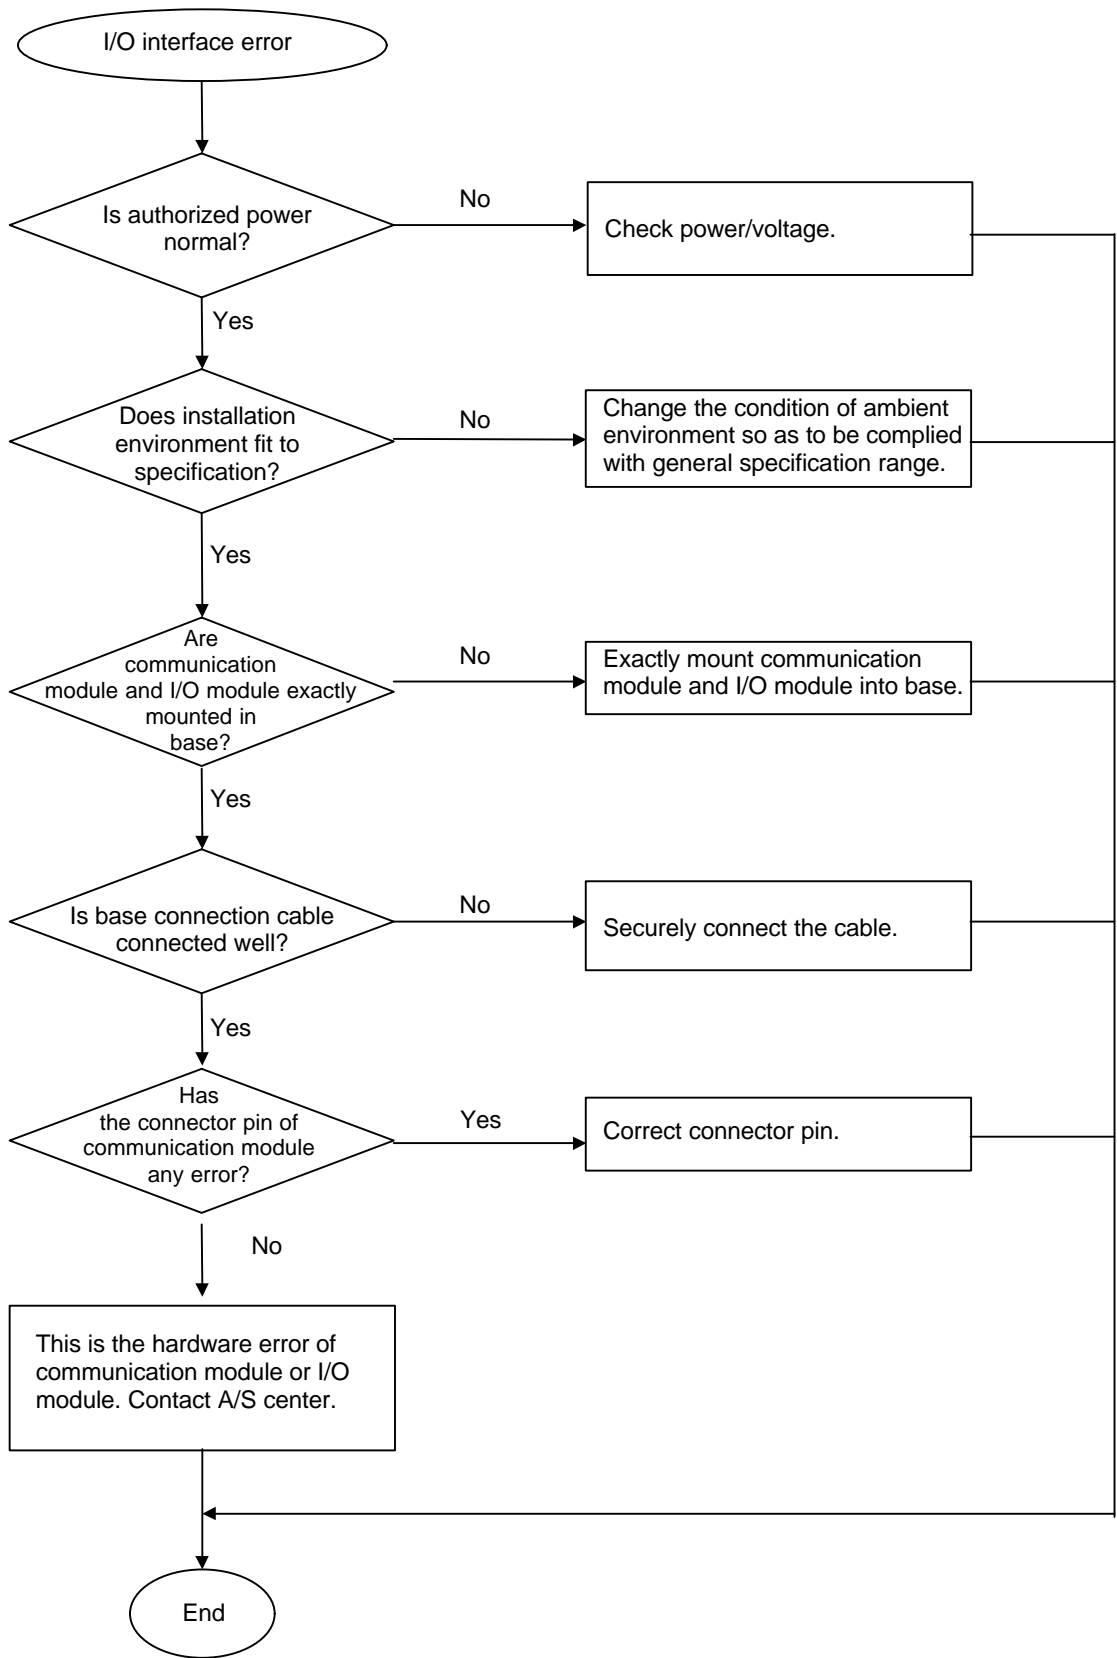 I/O interface error
Is authorized power
normal?
No
Check power/voltage.
Yes
Does installation
environment fit to
specification?
No
Change the condition of ambient
environment so as to be complied
with general specification range.
Yes
Are
communication
module and I/O module exactly
mounted in
base?
No
Exactly mount communication
module and I/O module into base.
Yes
Is base connection cable
connected well?
No
Securely connect the cable.
Yes
Has
the connector pin of
communication module
any error?
Yes
Correct connector pin.
No
This is the hardware error of
communication module or I/O
module. Contact A/S center.
End